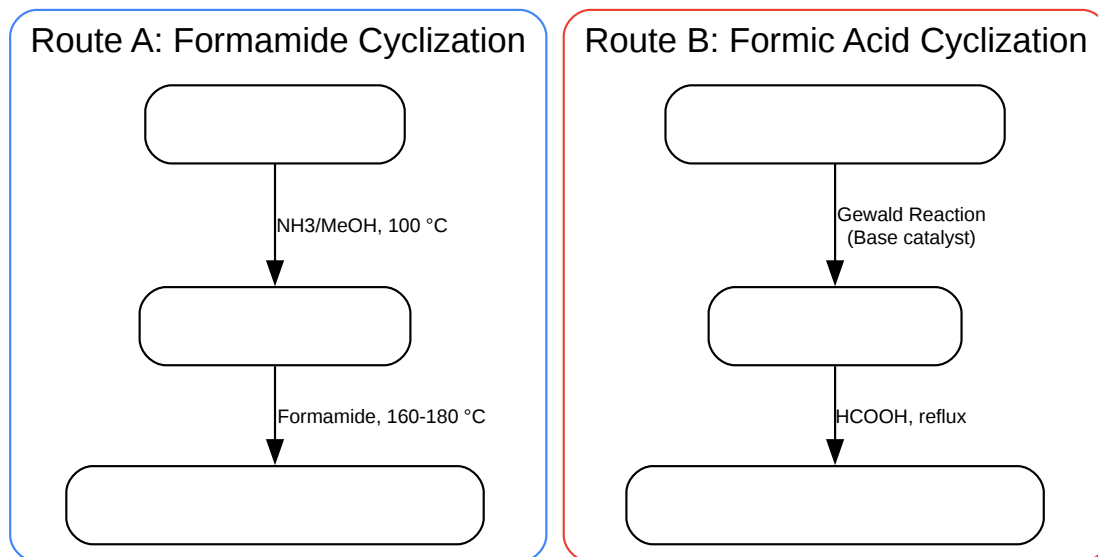 Route A: Formamide Cyclization
NH3/MeOH, 100 °C
Formamide, 160-180 °C
Route B: Formic Acid Cyclization
Gewald Reaction
(Base catalyst)
HCOOH, reflux